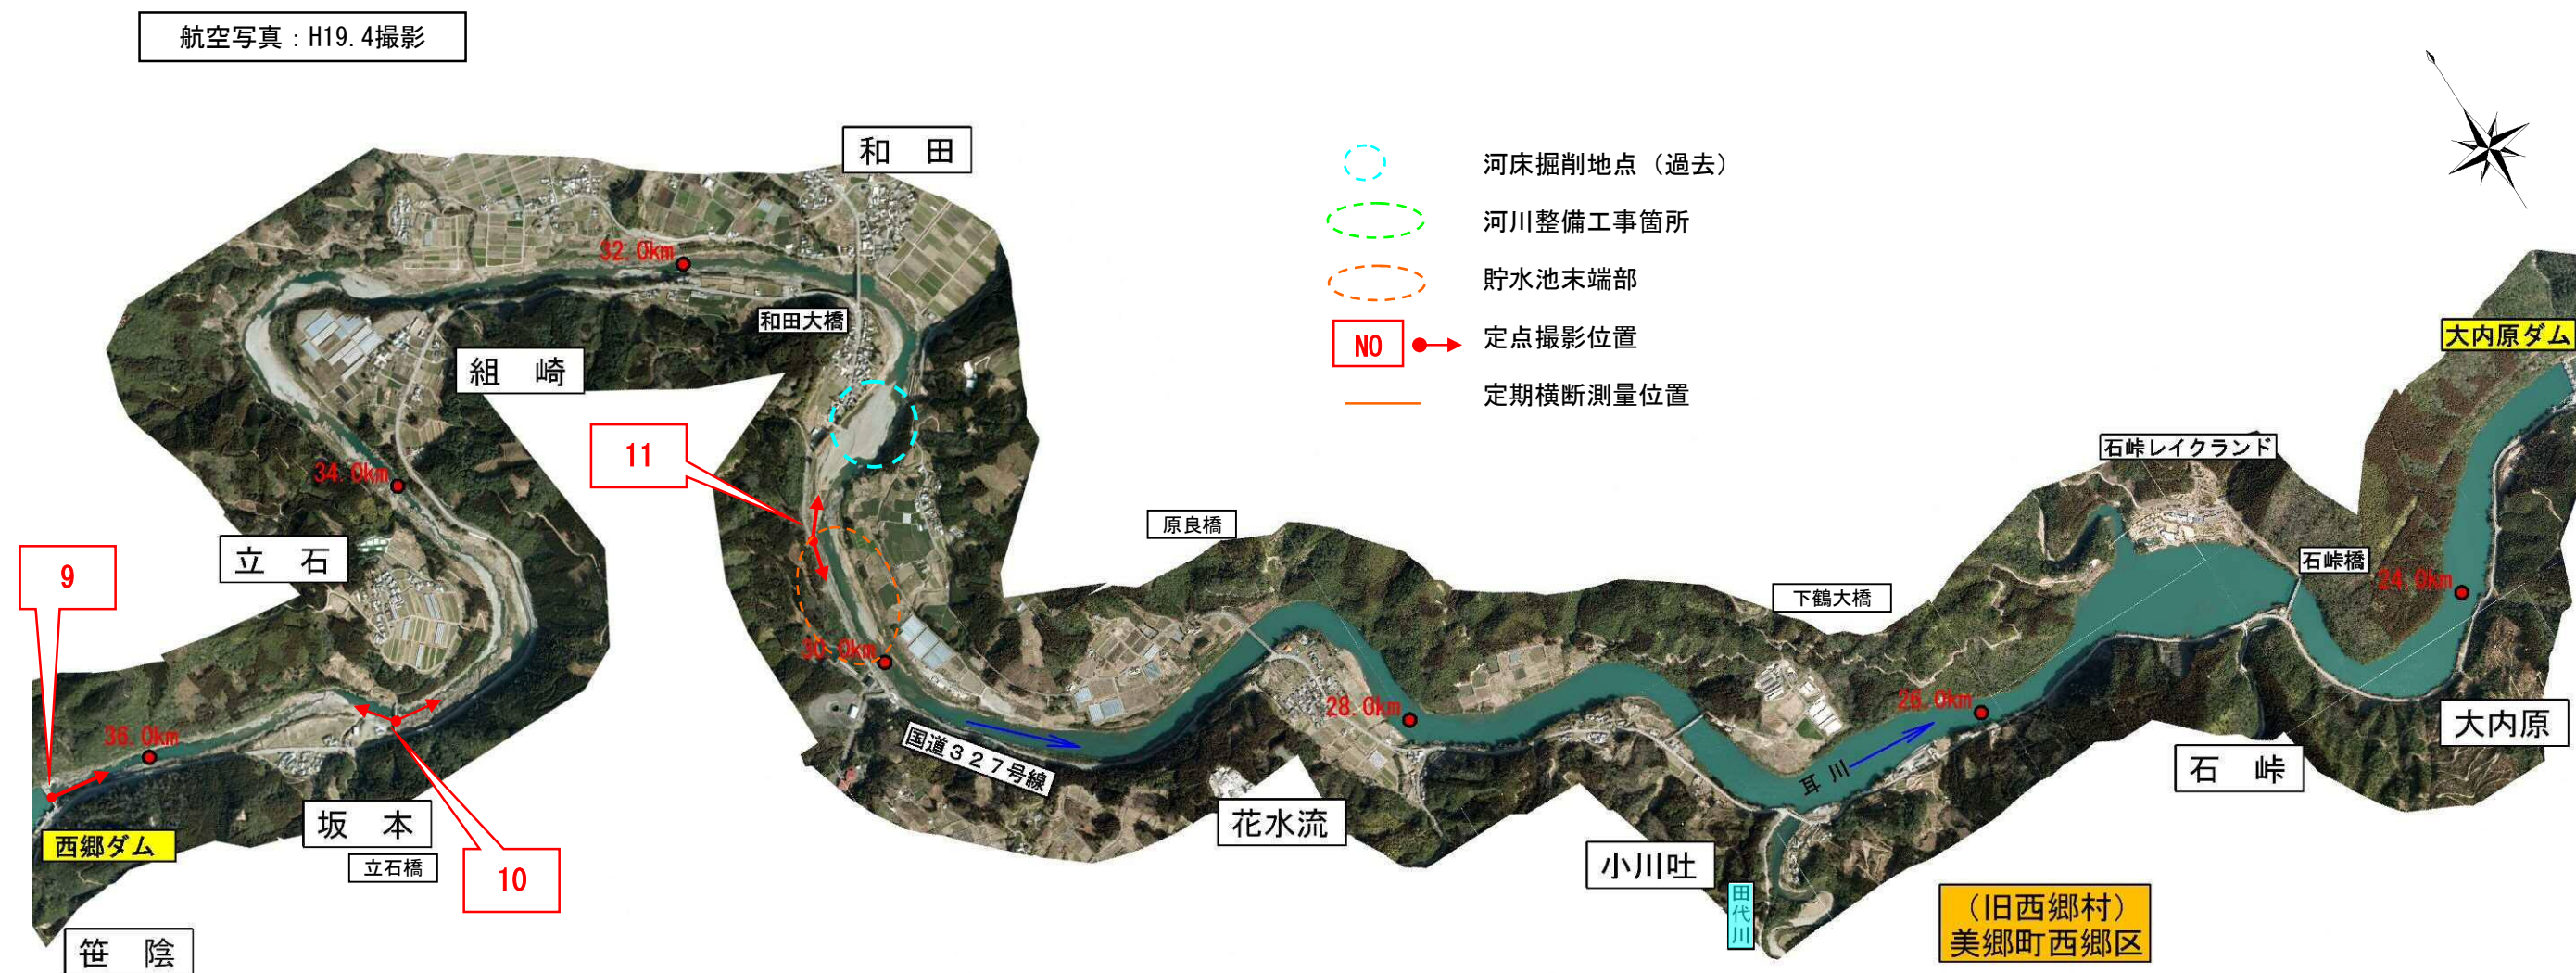 航空写真：H19.4撮影
和　田
河床掘削地点（過去）
河川整備工事箇所
貯水池末端部
NO
定点撮影位置
定期横断測量位置
32.0km
和田大橋
組　崎
大内原ダム
11
34.0km
石峠レイクランド
原良橋
立　石
9
石峠橋
24.0km
下鶴大橋
30.0km
36.0km
国道３２７号線
28.0km
26.0km
耳 川
大内原
石　峠
坂　本
西郷ダム
立石橋
10
花水流
小川吐
田代川
（旧西郷村）
美郷町西郷区
笹　陰